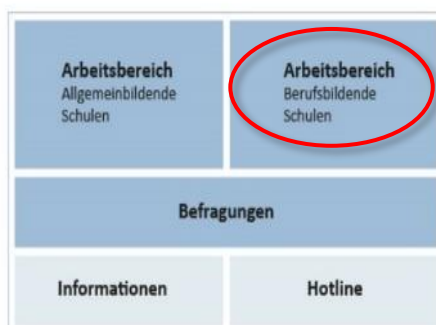 Arbeitsbereich
Allgemeinbildende
Schulen
Arbeitsbereich
Berufsbildende
Schulen
Befragungen
Informationen
Hotline